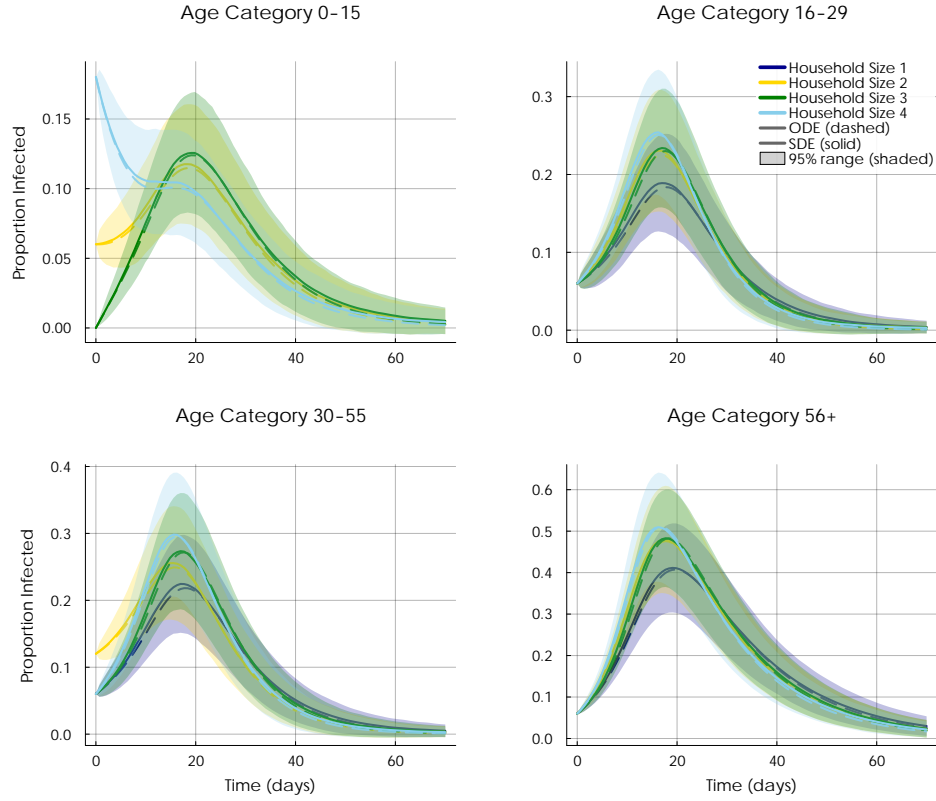 Age Category 0-15
Age Category 16-29
Proportion Infected
0.15
0.10
0.05
0.00
0
20
40
60
0.3
0.2
0.1
0.0
0
20
40
60
Household Size 1
Household Size 2
Household Size 3
Household Size 4
ODE (dashed)
SDE (solid)
95% range (shaded)
Age Category 30-55
Age Category 56+
Proportion Infected
0.4
0.3
0.2
0.1
0.0
0
20
40
60
Time (days)
0.6
0.5
0.4
0.3
0.2
0.1
0.0
0
20
40
60
Time (days)